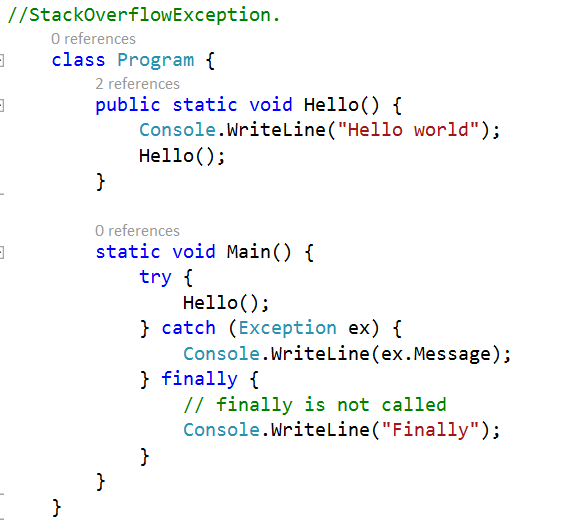 //StackOverflowException.
0 references
class Program {
2 references
public static void Hello() {
Console.WriteLine("Hello world");
Hello();
}
0 references
static void Main() {
try {
Hello();
} catch (Exception ex) {
Console.WriteLine(ex.Message);
} finally {
// finally is not called
Console.WriteLine("Finally");
}
}
}